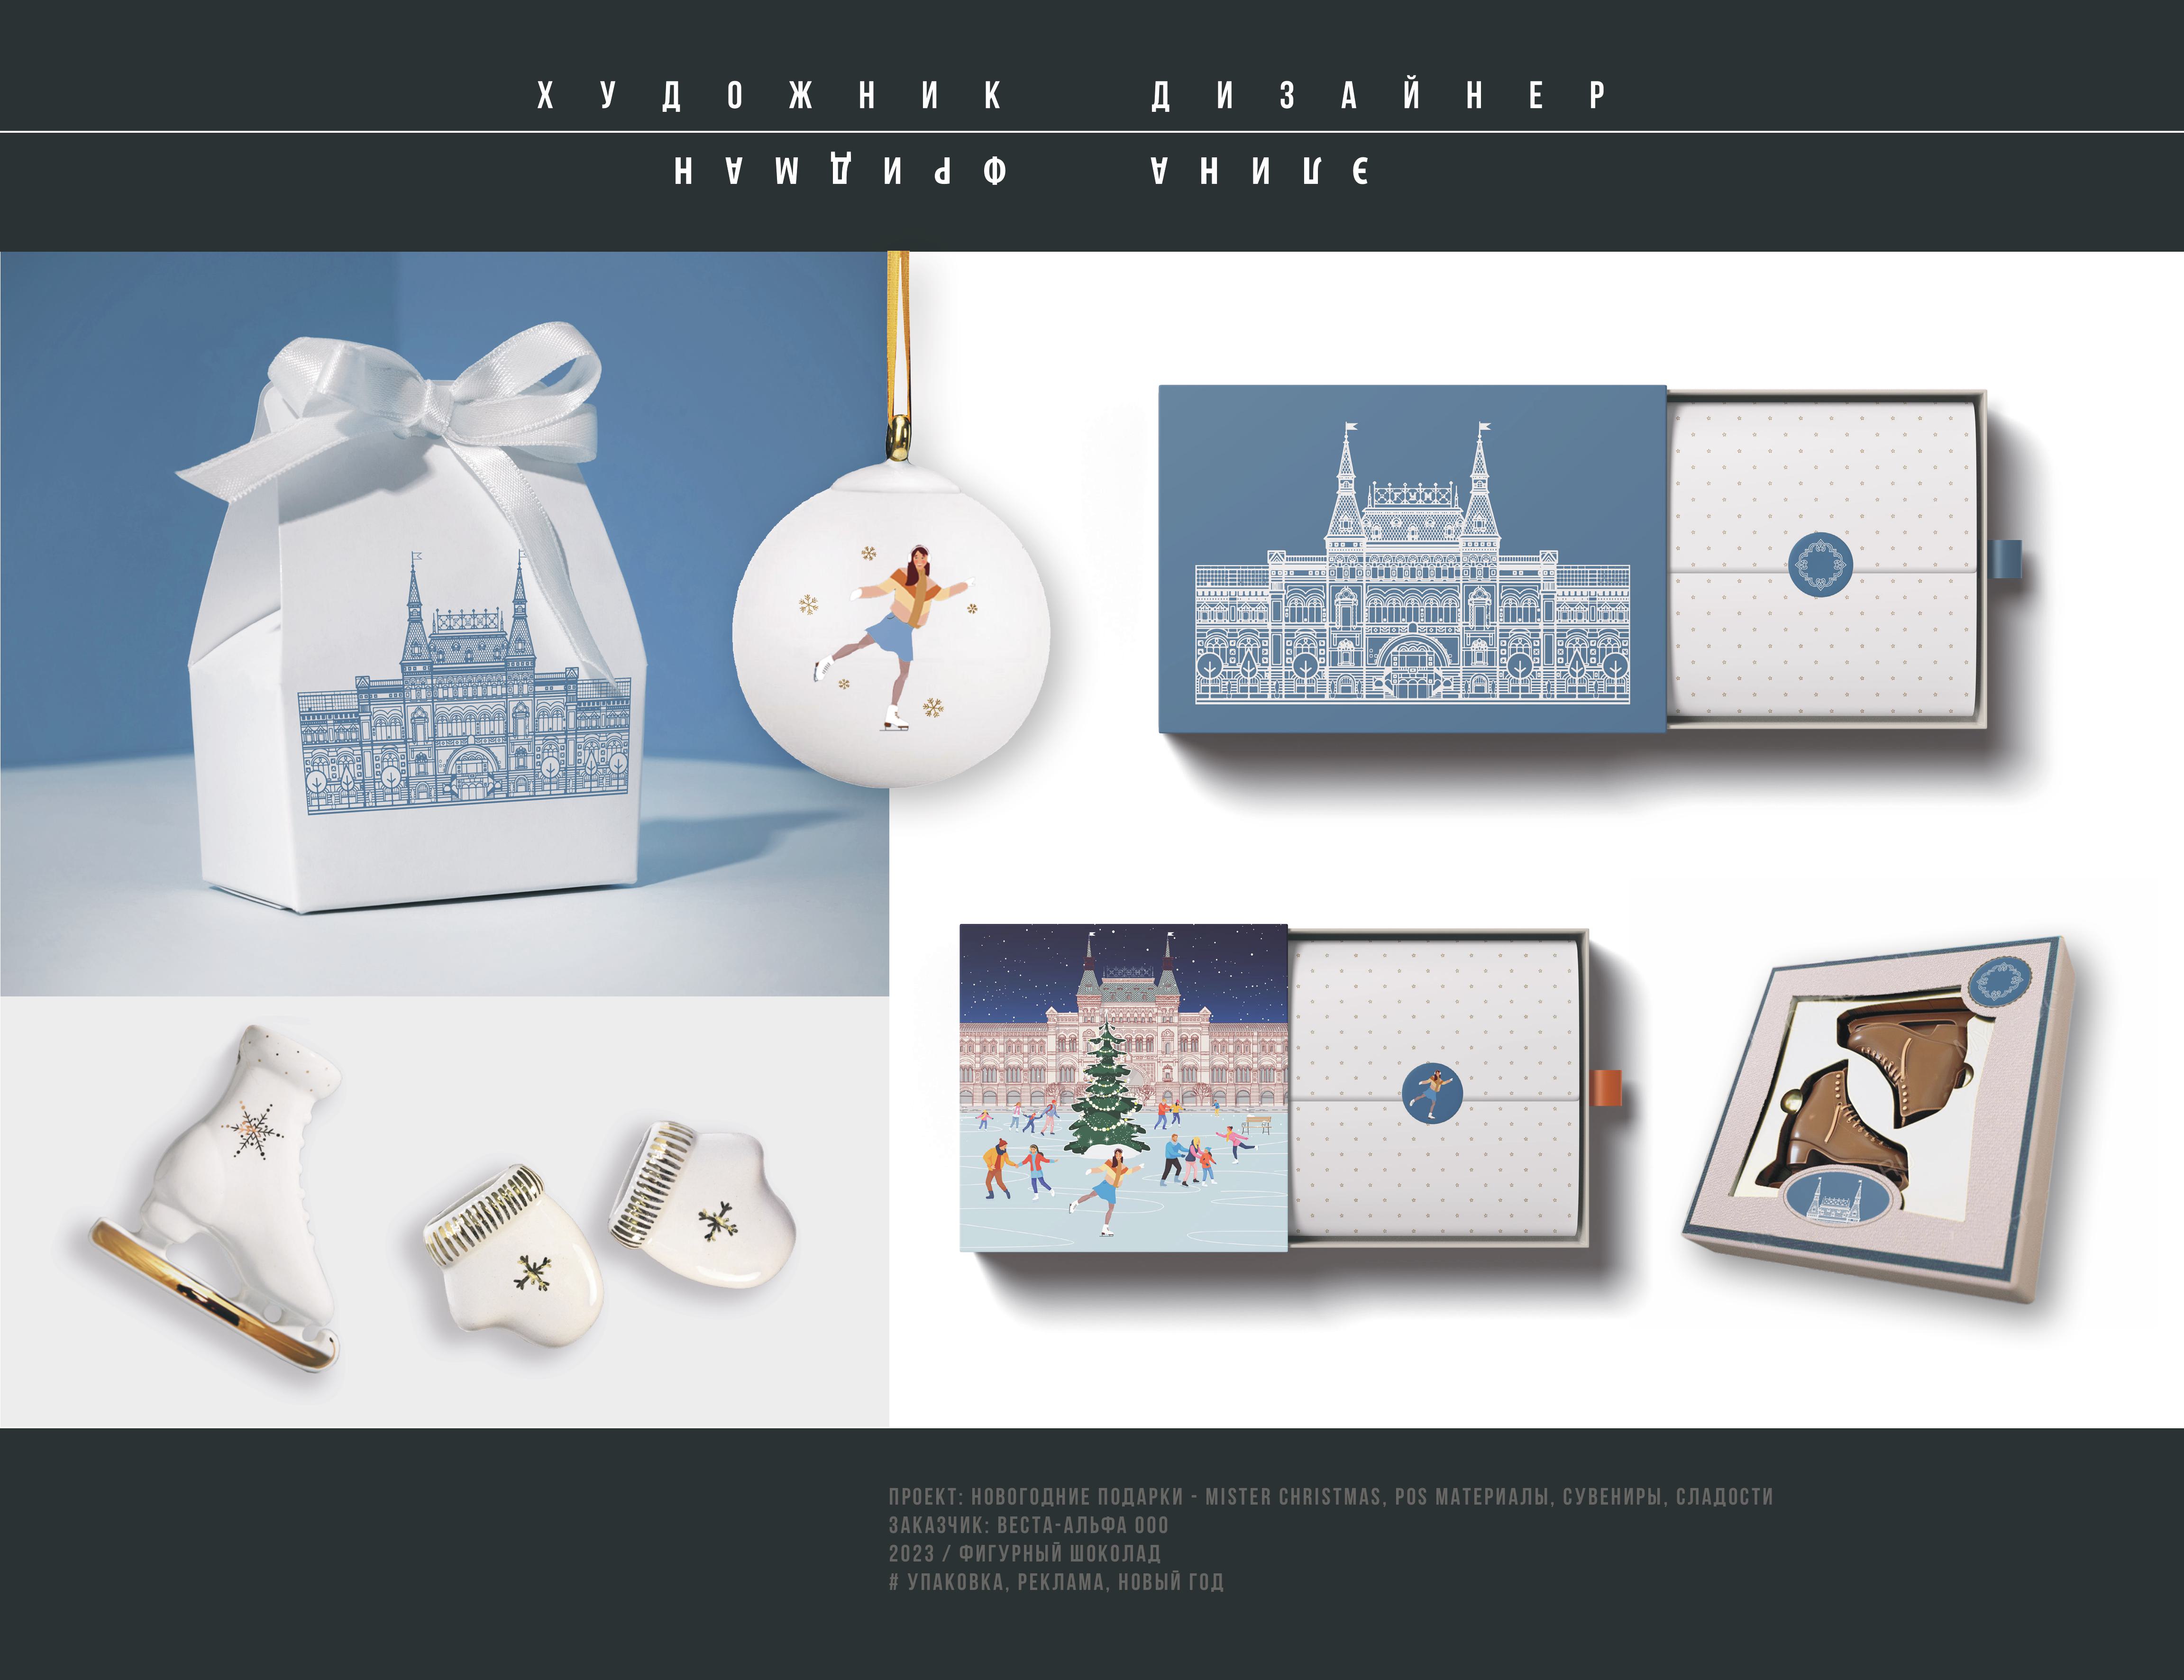 ХУДОЖНИК ДИЗАЙНЕР
ФРИДМАН ЭЛИНА
ГУМ
ПРОЕКТ: НОВОГОДНИЕ ПОДАРКИ - MISTER CHRISTMAS, POS МАТЕРИАЛЫ, СУВЕНИРЫ, СЛАДОСТИ
ЗАКАЗЧИК: ВЕСТА-АЛЬФА ООО
2023 / ФИГУРНЫЙ ШОКОЛАД
# УПАКОВКА, РЕКЛАМА, НОВЫЙ ГОД